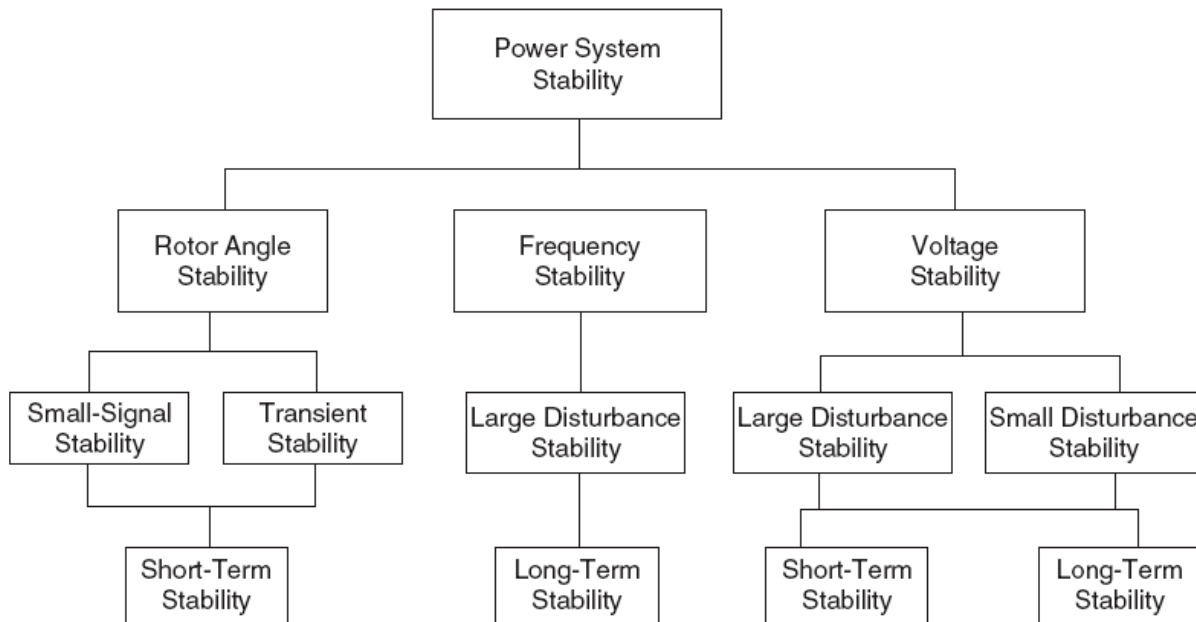 Power System
Stability
Rotor Angle
Stability
Frequency
Stability
Voltage
Stability
Small-Signal
Stability
Transient
Stability
Large Disturbance
Stability
Large Disturbance
Stability
Small Disturbance
Stability
Short-Term
Stability
Long-Term
Stability
Short-Term
Stability
Long-Term
Stability